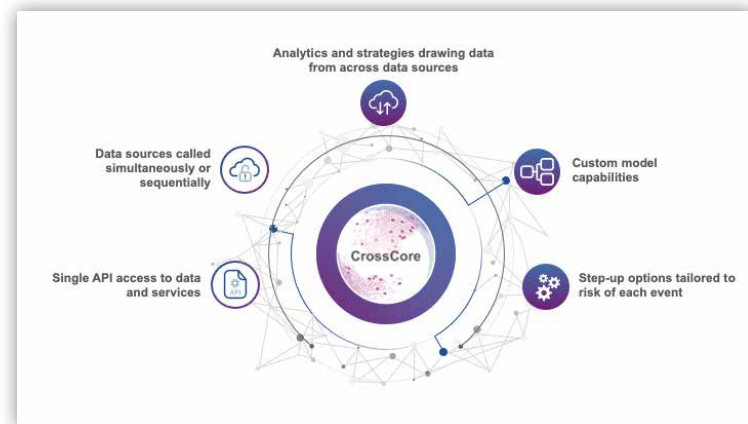 Analytics and strategies drawing data
from across data sources
Data sources called
simultaneously or
sequentially
Custom model
capabilities
CrossCore
Single API access to data
and services
API
Step-up options tailored to
risk of each event